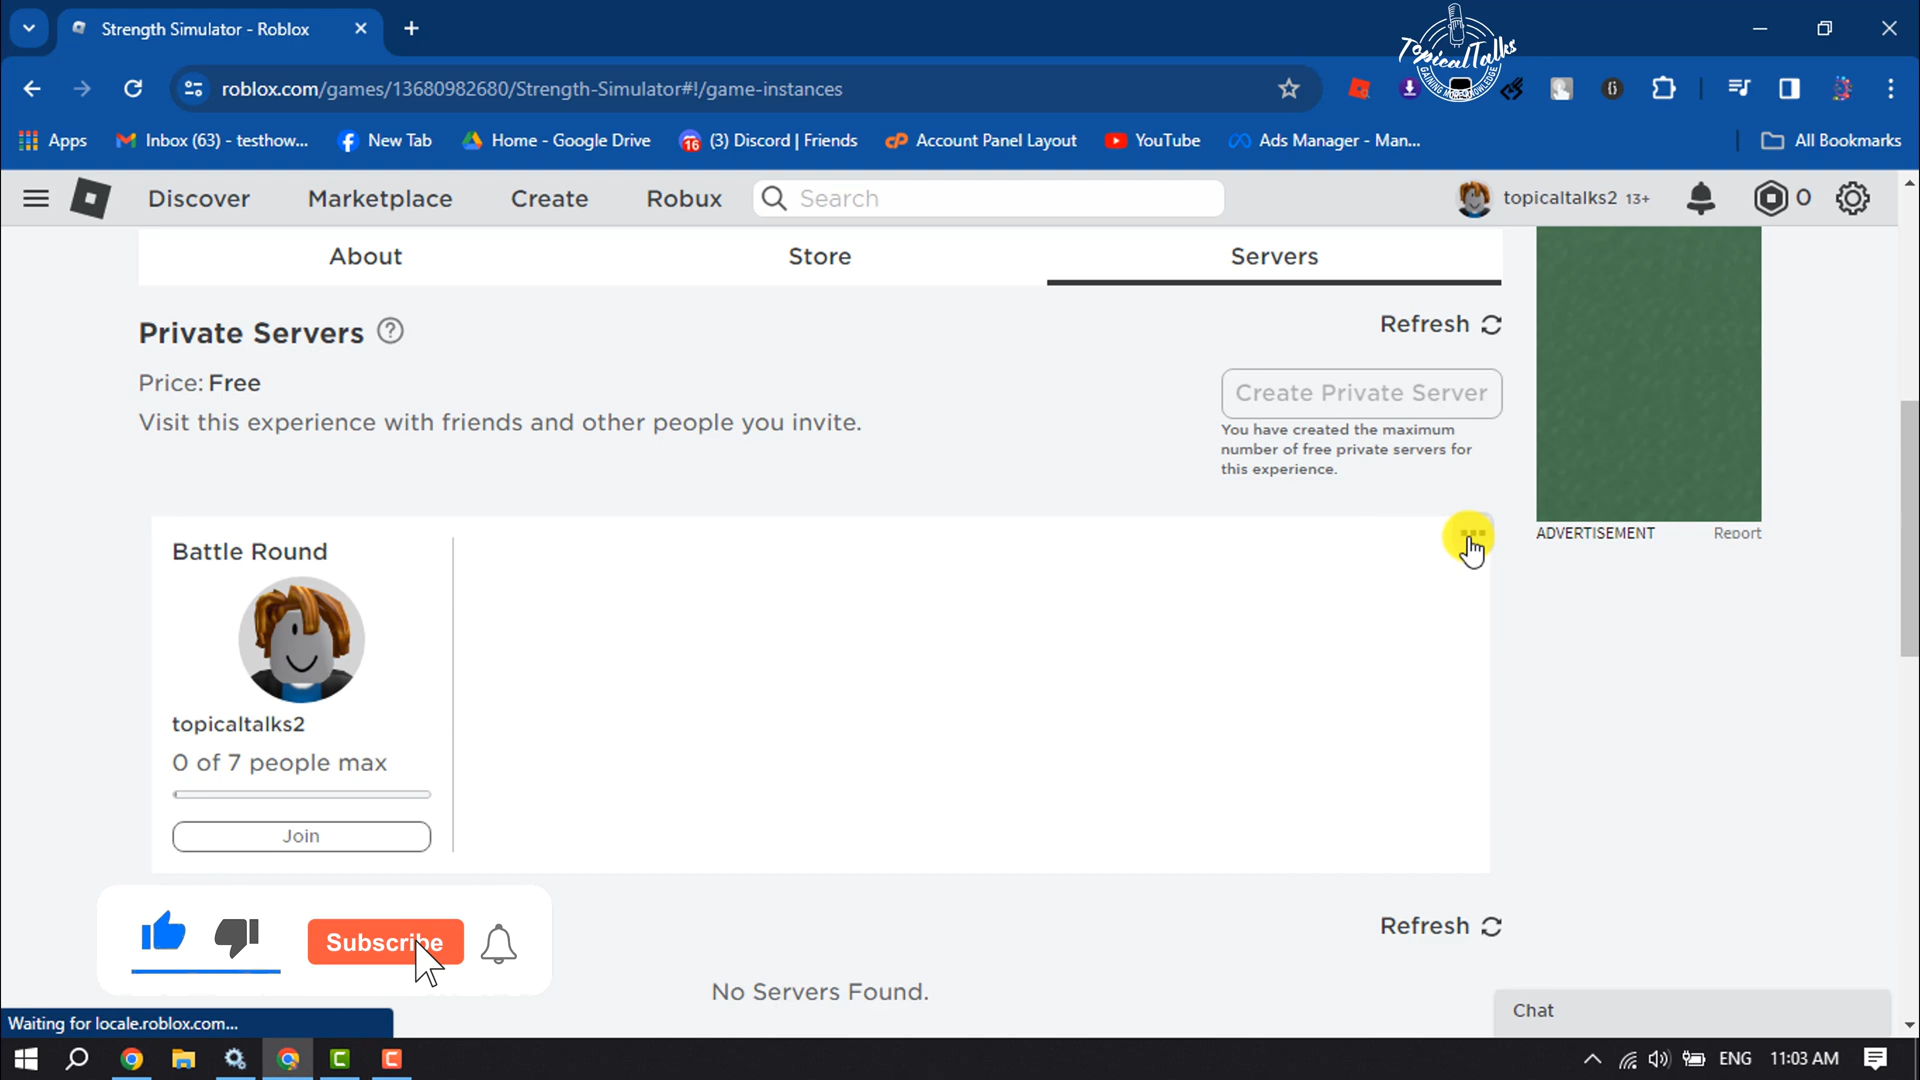 Strength Simulator - Roblox
TopicalTalks
GAINING MORE KNOWLEDGE
roblox.com/games/13680982680/Strength-Simulator#!/game-instances
Apps
Inbox (63) - testhow...
New Tab
Home - Google Drive
16
(3) Discord | Friends
Account Panel Layout
YouTube
Ads Manager - Man...
All Bookmarks
Discover
Marketplace
Create
Robux
Search
topicaltalks2 13+
0
About
Store
Servers
Private Servers ?
Refresh
Price: Free
Create Private Server
Visit this experience with friends and other people you invite.
You have created the maximum
number of free private servers for
this experience.
Battle Round
ADVERTISEMENT
Report
topicaltalks2
0 of 7 people max
Join
Refresh
Subscribe
No Servers Found.
Chat
Waiting for locale.roblox.com...
ENG
11:03 AM